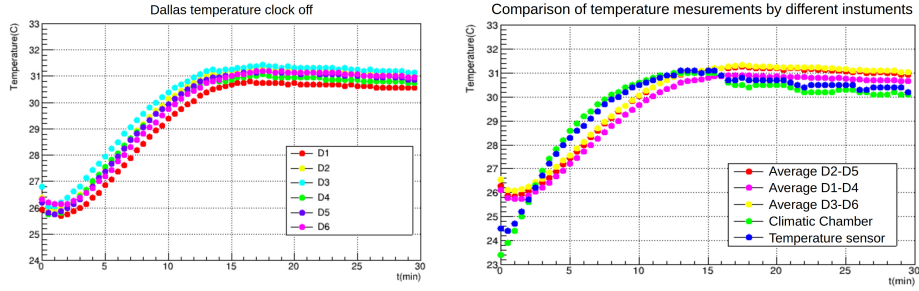 Dallas temperature clock off
Temperature(C)
33
32
31
30
29
28
27
26
25
24
0
5
10
15
20
25
30
t(min)
D1
D2
D3
D4
D5
D6
Comparison of temperature mesurements by different instuments
Temperature(C)
33
32
31
30
29
28
27
26
25
24
23
0
5
10
15
20
25
30
t(min)
Average D2-D5
Average D1-D4
Average D3-D6
Climatic Chamber
Temperature sensor